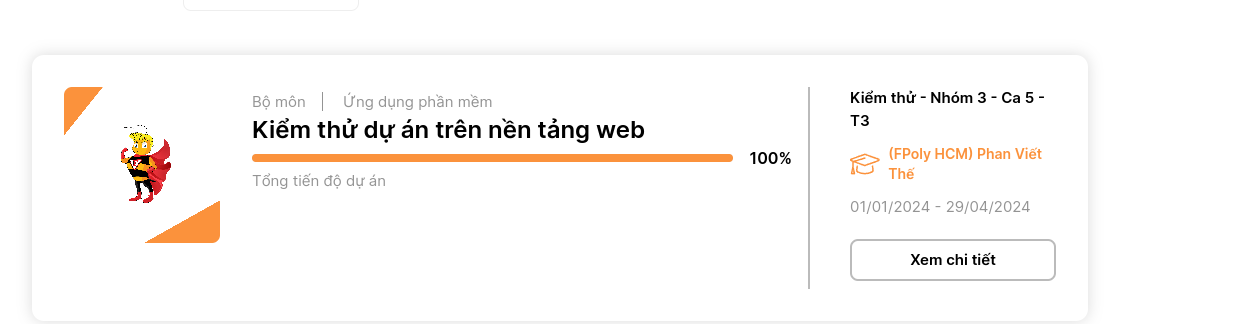 Bộ môn | Ứng dụng phần mềm
Kiểm thử dự án trên nền tảng web
100%
Tổng tiến độ dự án
Kiểm thử - Nhóm 3 - Ca 5 -
T3
(FPoly HCM) Phan Viết
Thế
01/01/2024 - 29/04/2024
Xem chi tiết